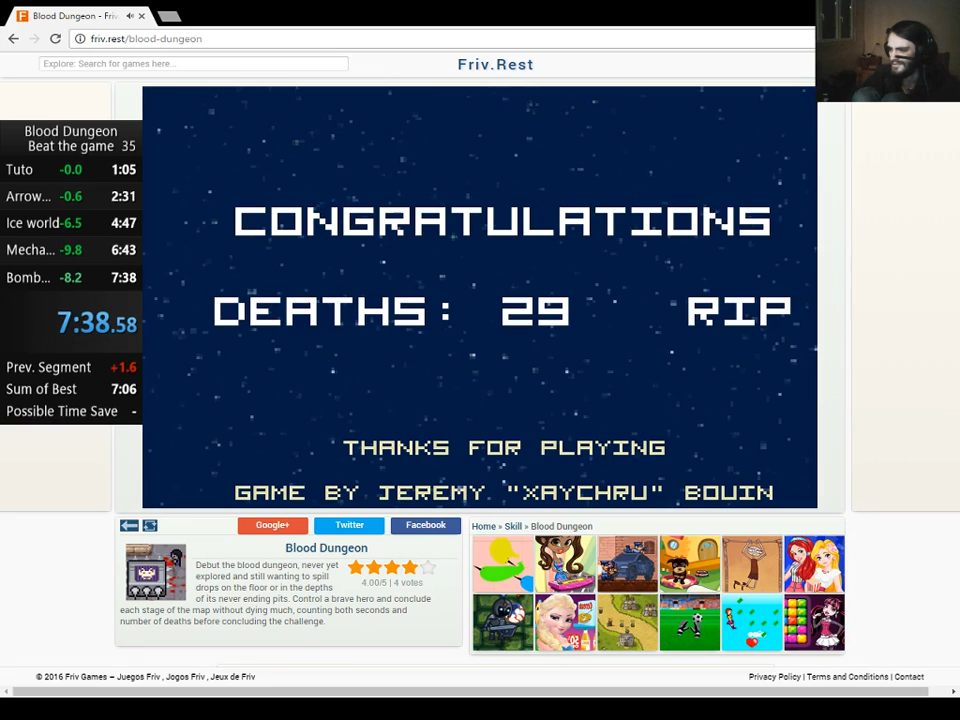 Blood Dungeon - Friv
friv.rest/blood-dungeon
Explore: Search for games here...
Friv.Rest
Blood Dungeon
Beat the game 35
Tuto -0.0 1:05
Arrow... -0.6 2:31
Ice world -6.5 4:47
Mecha... -9.8 6:43
Bomb... -8.2 7:38
7:38.58
Prev. Segment +1.6
Sum of Best 7:06
Possible Time Save -
CONGRATULATIONS
DEATHS: 29 RIP
THANKS FOR PLAYING
GAME BY JEREMY "XAYCHRU" BOUIN
Google+ Twitter Facebook
Blood Dungeon
4.00/5 | 4 votes
Debut the blood dungeon, never yet
explored and still wanting to spill
drops on the floor or in the depths
of its never ending pits. Control a brave hero and conclude
each stage of the map without dying much, counting both seconds and
number of deaths before concluding the challenge.
Home » Skill » Blood Dungeon
© 2016 Friv Games – Juegos Friv , Jogos Friv , Jeux de Friv
Privacy Policy | Terms and Conditions | Contact